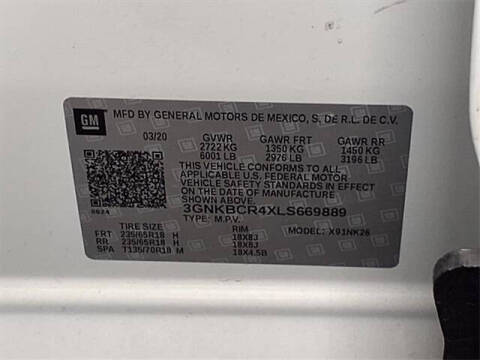 GM MFD BY GENERAL MOTORS DE MEXICO, S, DE R.L. DE C.V.
03/20 GVWR GAWR FRT GAWR RR
2722 KG 1350 KG 1450 KG
6001 LB 2976 LB 3196 LB
THIS VEHICLE CONFORMS TO ALL
APPLICABLE U.S. FEDERAL MOTOR
VEHICLE SAFETY STANDARDS IN
EFFECT ON THE DATE OF MANUFACTURE
SHOWN ABOVE.
0624 3GNKBCR4XLS669889
TYPE: M.P.V. MODEL: X91NK26
TIRE SIZE RIM
FRT 235/65R18 H 18X8J
RR 235/65R18 H 18X8J
SPA T135/70R18 M 18X4.5B